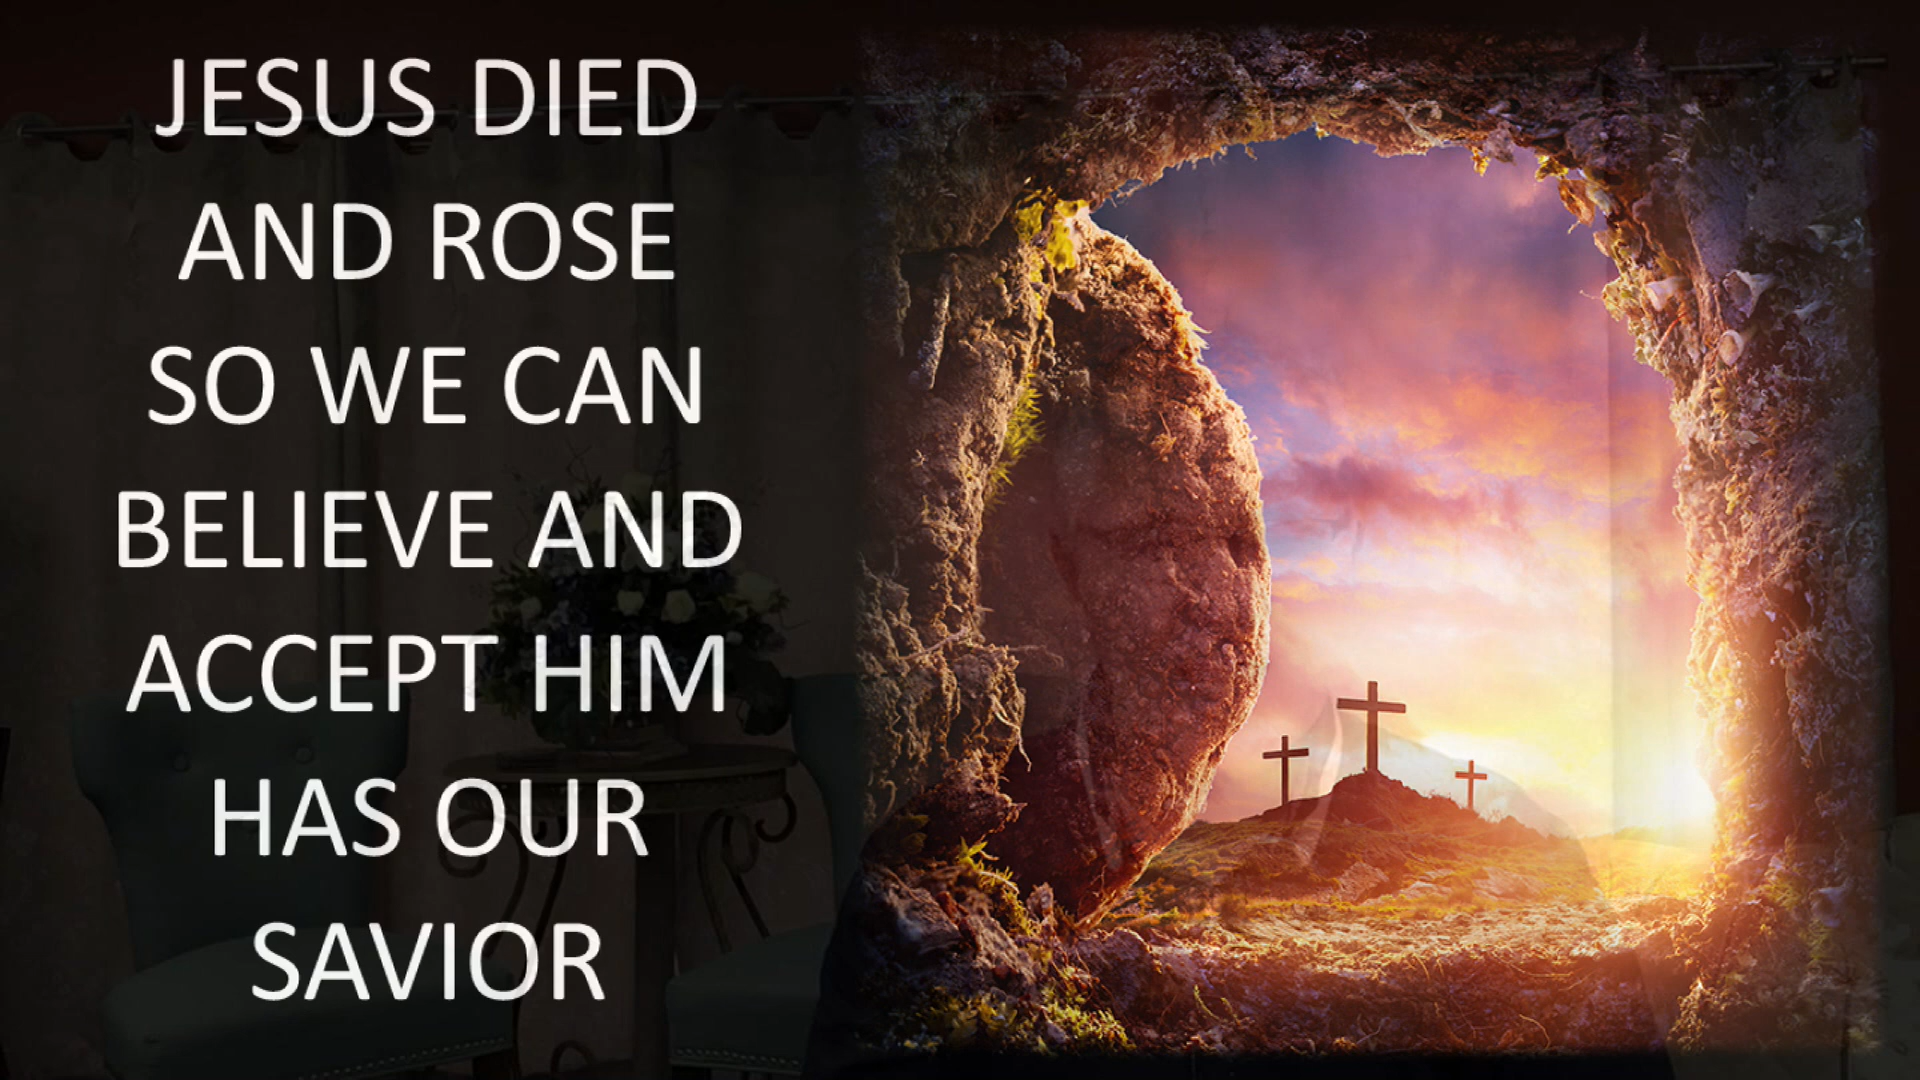 JESUS DIED
AND ROSE
SO WE CAN
BELIEVE AND
ACCEPT HIM
HAS OUR
SAVIOR